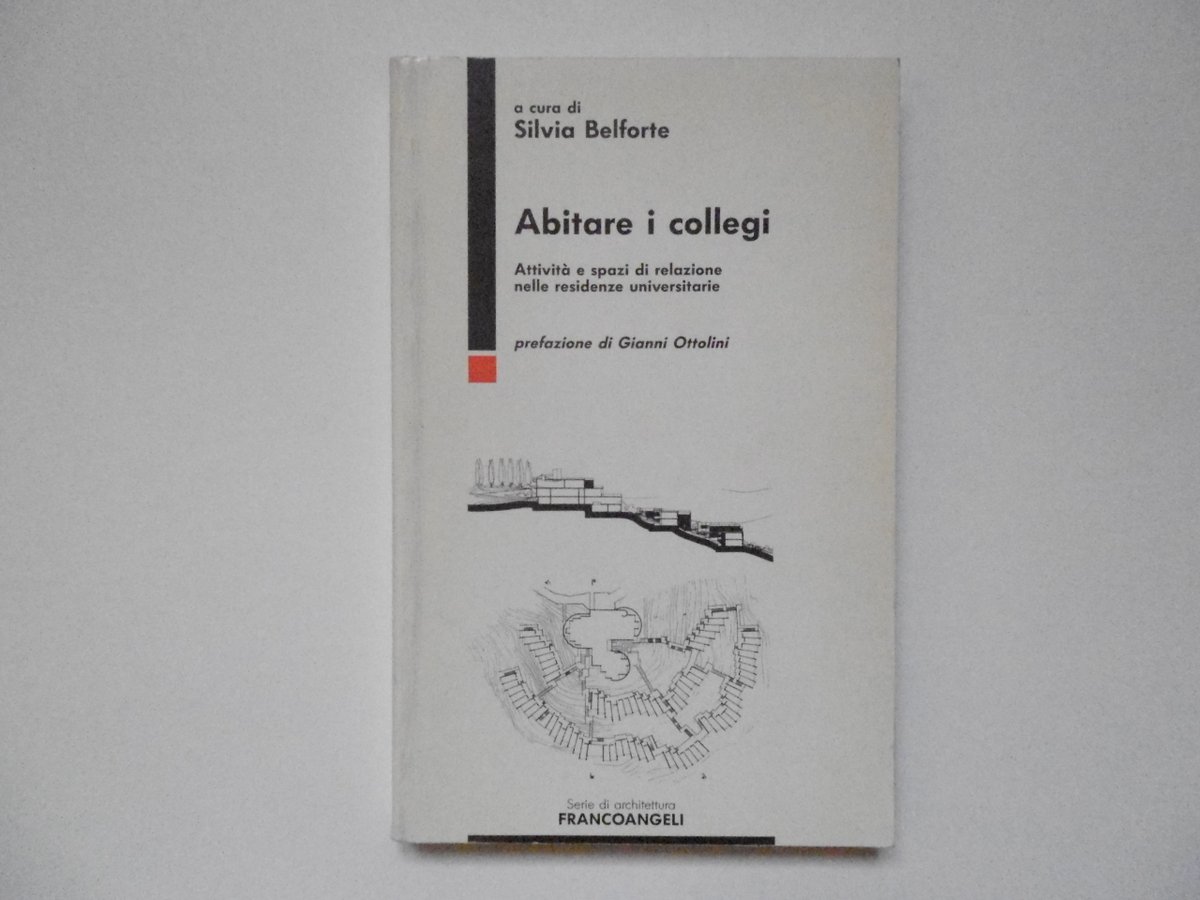 a cura di
Silvia Belforte
Abitare i collegi
Attività e spazi di relazione
nelle residenze universitarie
prefazione di Gianni Ottolini
Serie di architettura
FRANCOANGELI